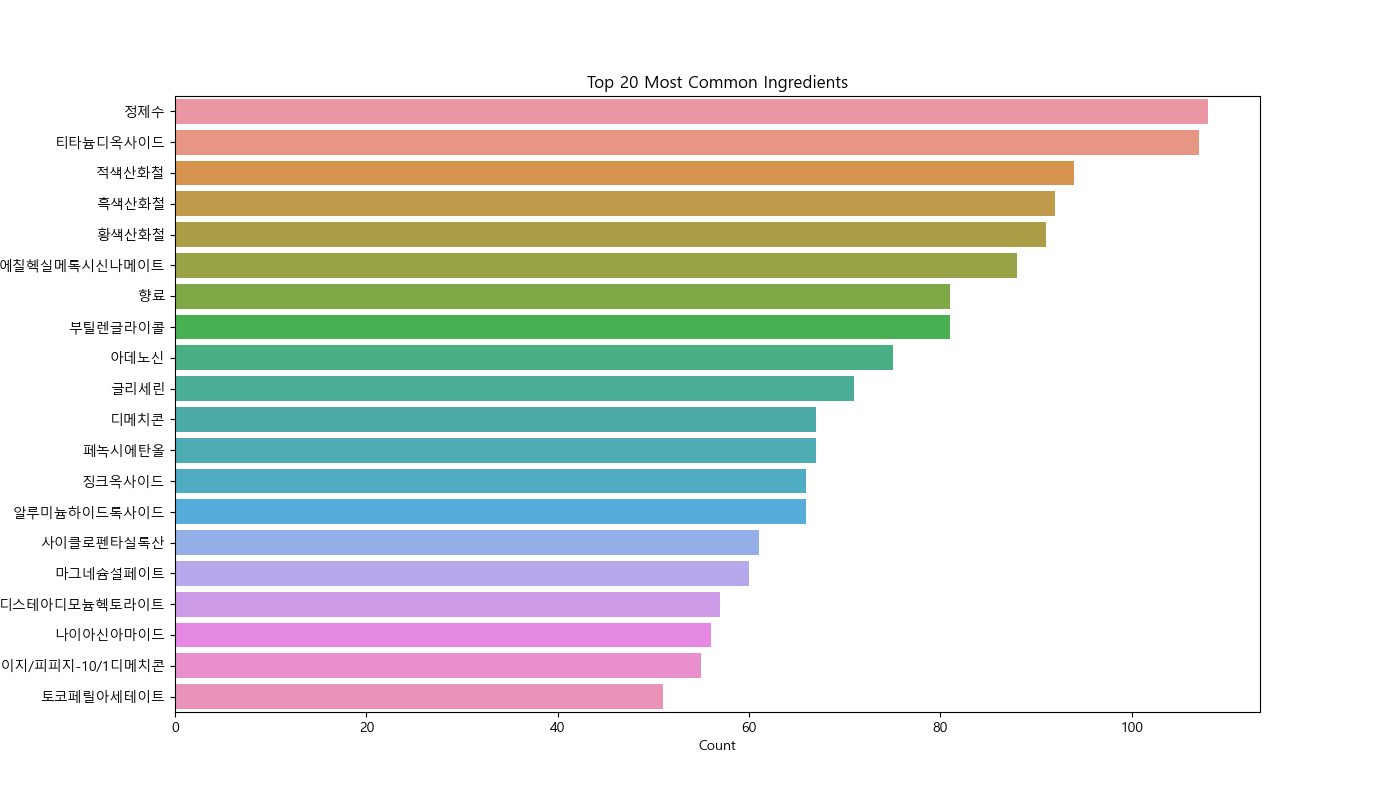 Top 20 Most Common Ingredients
정제수
티타늄디옥사이드
적색산화철
흑색산화철
황색산화철
에칠헥실메톡시신나메이트
향료
부틸렌글라이콜
아데노신
글리세린
디메치콘
페녹시에탄올
징크옥사이드
알루미늄하이드록사이드
사이클로펜타실록산
마그네슘설페이트
디스테아디모늄헥토라이트
나이아신아마이드
이지/피피지-10/1디메치콘
토코페릴아세테이트
0 20 40 60 80 100
Count